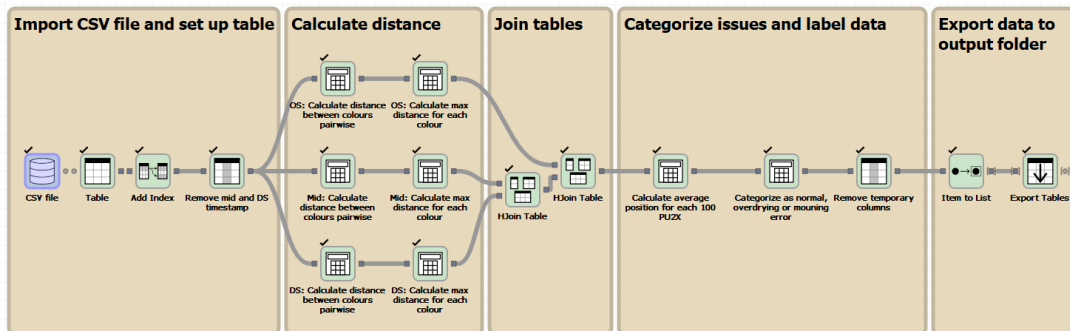 Import CSV file and set up table
Calculate distance
Join tables
Categorize issues and label data
Export data to
output folder
OS: Calculate distance
between colours
pairwise
OS: Calculate max
distance for each
colour
CSV file
Table
Add Index
Remove mid and DS
timestamp
Mid: Calculate
distance between
colours pairwise
Mid: Calculate max
distance for each
colour
HJoin Table
HJoin Table
Calculate average
position for each 100
PU2X
Categorize as normal,
overdrying or mouning
error
Remove temporary
columns
Item to List
Export Tables
DS: Calculate distance
between colours
pairwise
DS: Calculate max
distance for each
colour